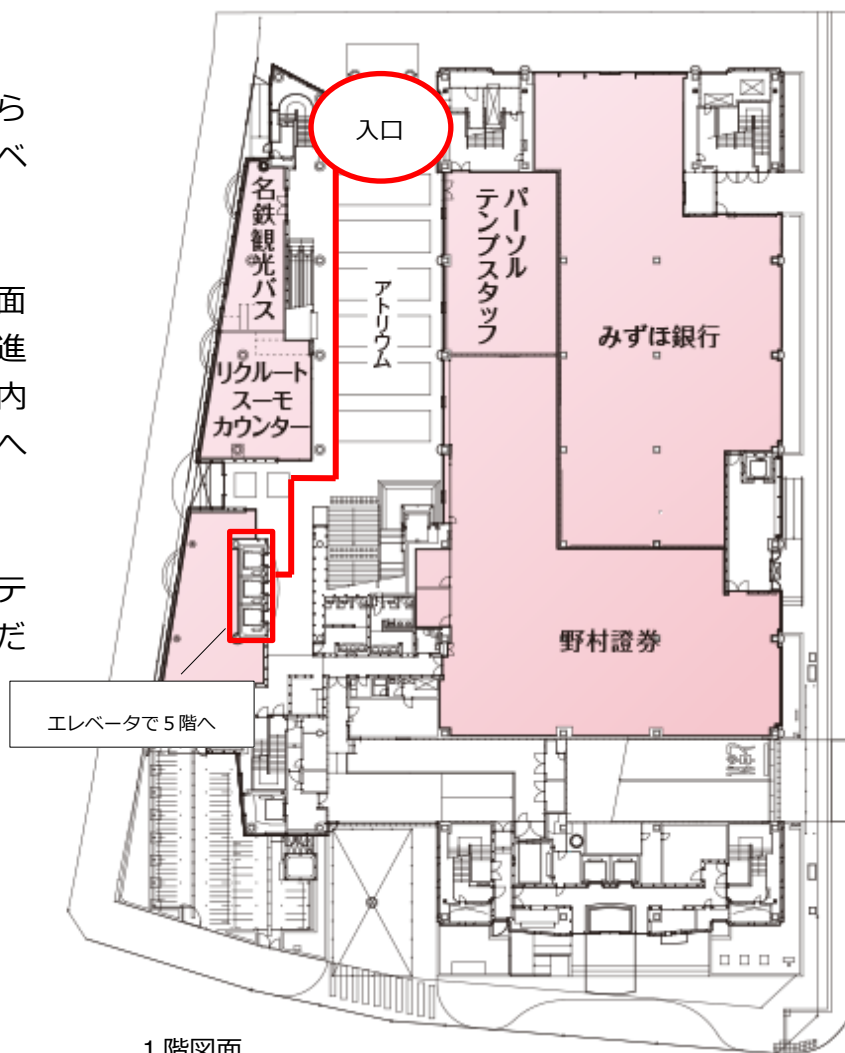 ら
ベ
面
進
内
へ
テ
だ
入口
名鉄観光バス
リクルート
スーモ
カウンター
アトリウム
パーソル
テンプスタッフ
みずほ銀行
野村證券
エレベータで５階へ
１階図面